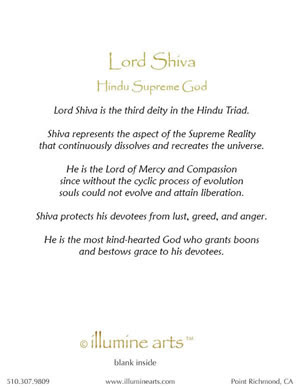 Lord Shiva
Hindu Supreme God
Lord Shiva is the third deity in the Hindu Triad.
Shiva represents the aspect of the Supreme Reality
that continuously dissolves and recreates the universe.
He is the Lord of Mercy and Compassion
since without the cyclic process of evolution
souls could not evolve and attain liberation.
Shiva protects his devotees from lust, greed, and anger.
He is the most kind-hearted God who grants boons
and bestows grace to his devotees.
© illumine arts ™
blank inside
510.307.9809 www.illuminearts.com Point Richmond, CA